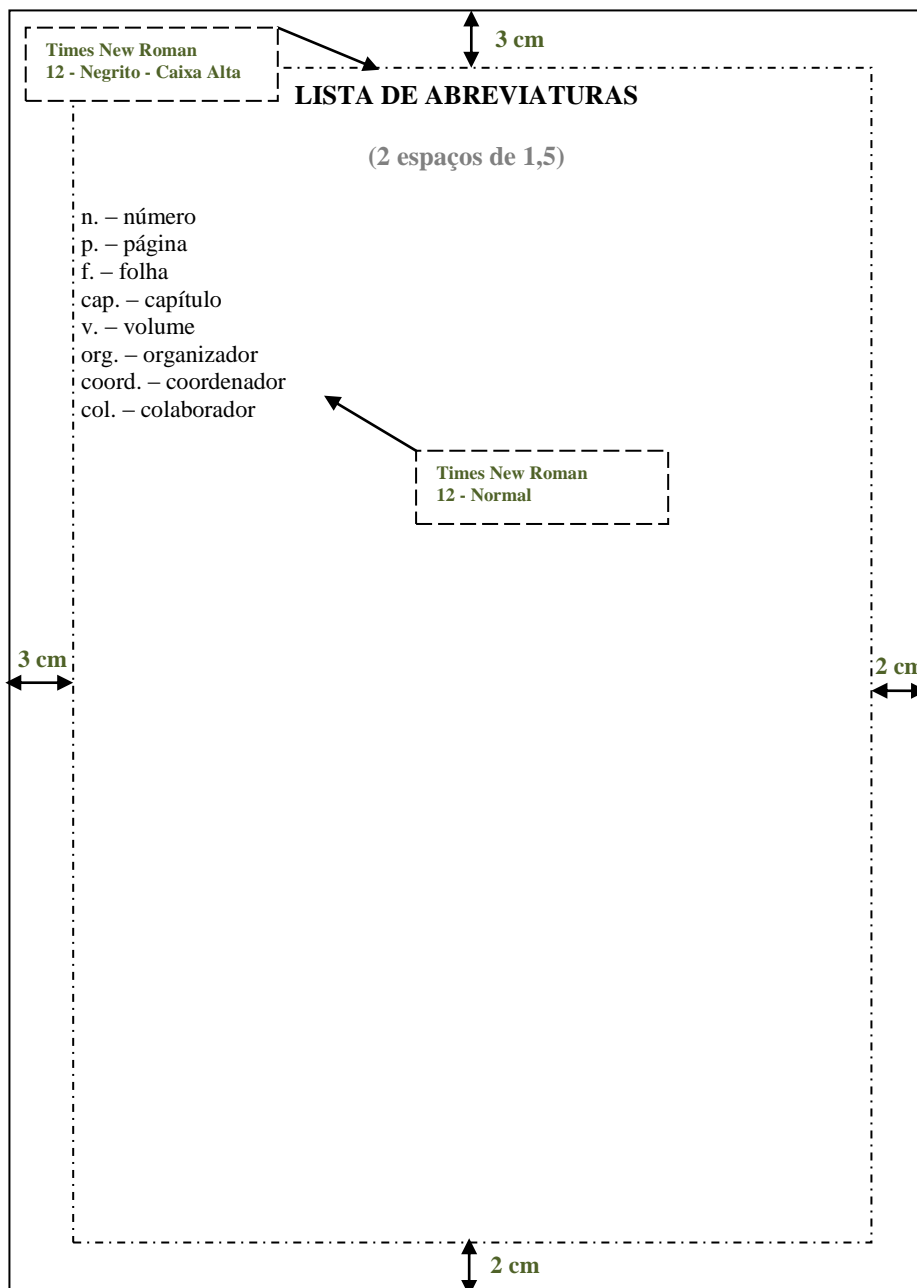 3 cm
Times New Roman
12 - Negrito - Caixa Alta
LISTA DE ABREVIATURAS
(2 espaços de 1,5)
n. – número
p. – página
f. – folha
cap. – capítulo
v. – volume
org. – organizador
coord. – coordenador
col. – colaborador
Times New Roman
12 - Normal
3 cm
2 cm
2 cm